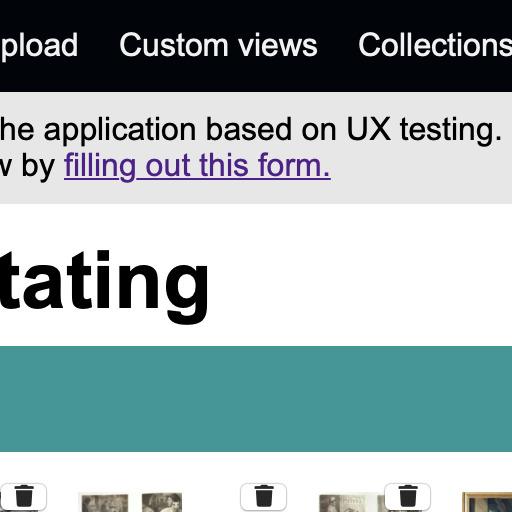 pload Custom views Collections
he application based on UX testing.
w by filling out this form.
tating